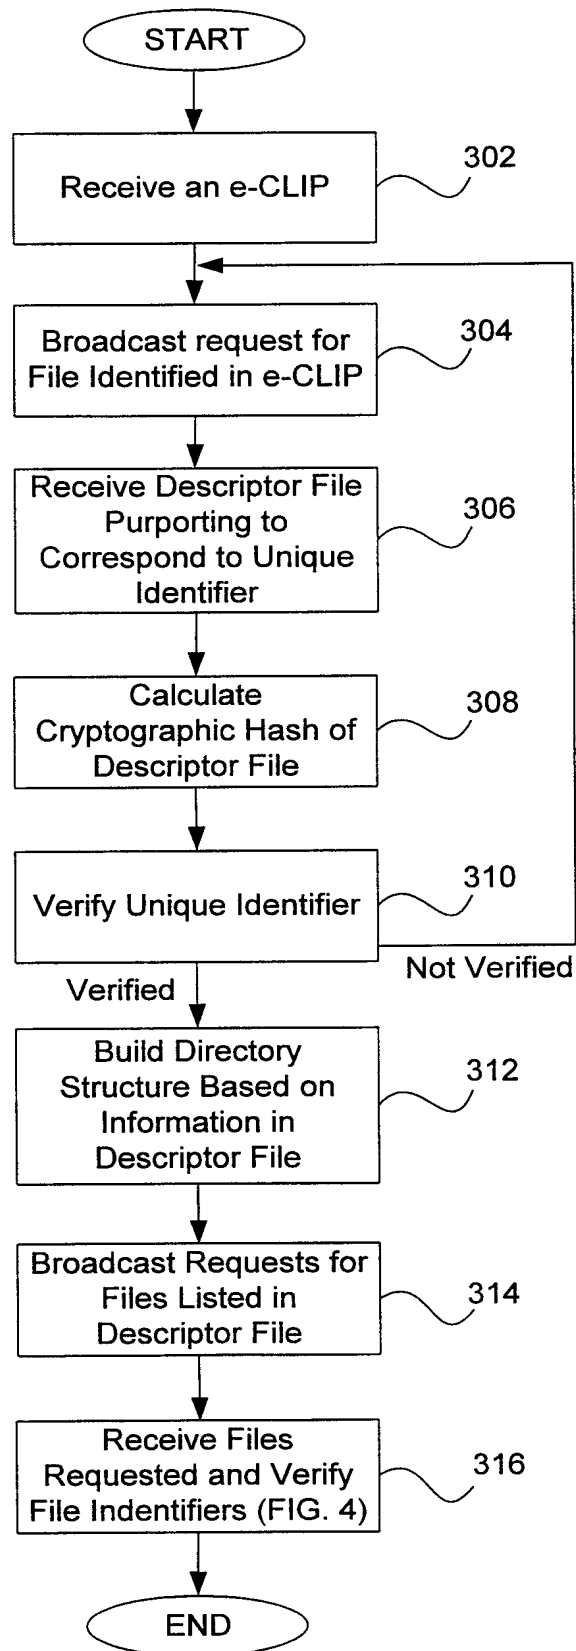 START
Receive an e-CLIP
302
Broadcast request for
File Identified in e-CLIP
304
Receive Descriptor File
Purporting to
Correspond to Unique
Identifier
306
Calculate
Cryptographic Hash of
Descriptor File
308
Verify Unique Identifier
310
Not Verified
Verified
Build Directory
Structure Based on
Information in
Descriptor File
312
Broadcast Requests for
Files Listed in
Descriptor File
314
Receive Files
Requested and Verify
File Indentifiers (FIG. 4)
316
END